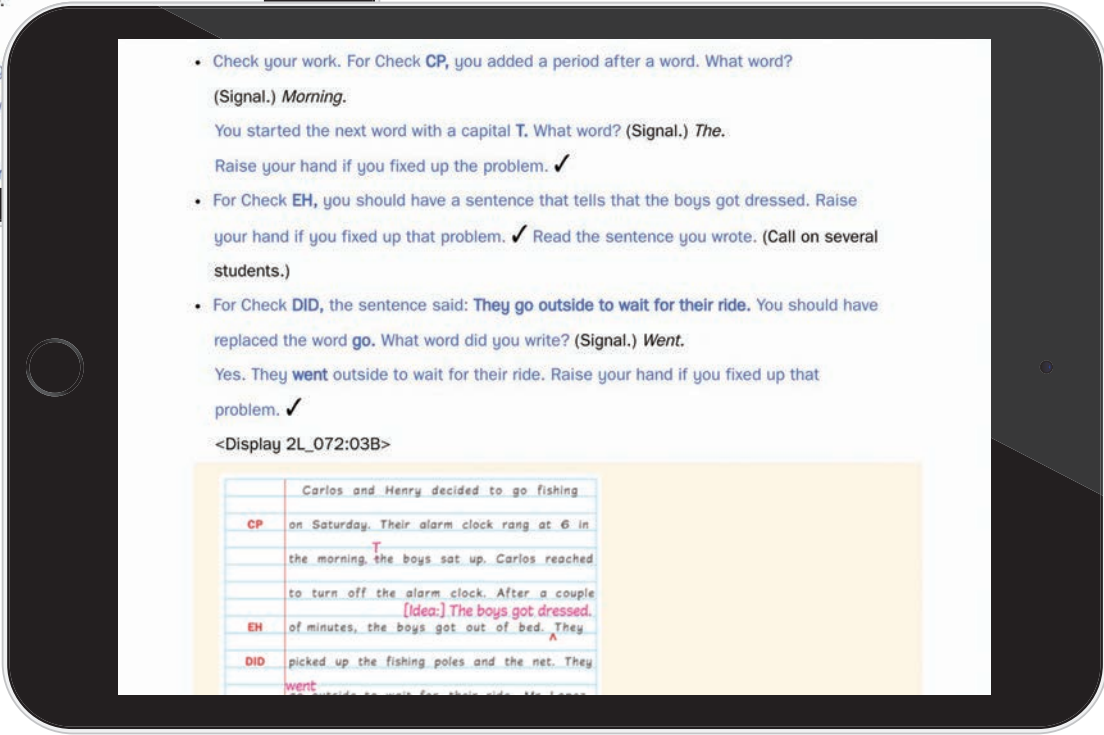 • Check your work. For Check CP, you added a period after a word. What word?
(Signal.) Morning.
You started the next word with a capital T. What word? (Signal.) The.
Raise your hand if you fixed up the problem. ✓
• For Check EH, you should have a sentence that tells that the boys got dressed. Raise
your hand if you fixed up that problem. ✓ Read the sentence you wrote. (Call on several
students.)
• For Check DID, the sentence said: They go outside to wait for their ride. You should have
replaced the word go. What word did you write? (Signal.) Went.
Yes. They went outside to wait for their ride. Raise your hand if you fixed up that
problem. ✓
<Display 2L_072:03B>
Carlos and Henry decided to go fishing
CP on Saturday. Their alarm clock rang at 6 in
T
the morning. the boys sat up. Carlos reached
to turn off the alarm clock. After a couple
[Idea:] The boys got dressed.
EH of minutes, the boys got out of bed. They
^
DID picked up the fishing poles and the net. They
went
outside to wait for their ride.